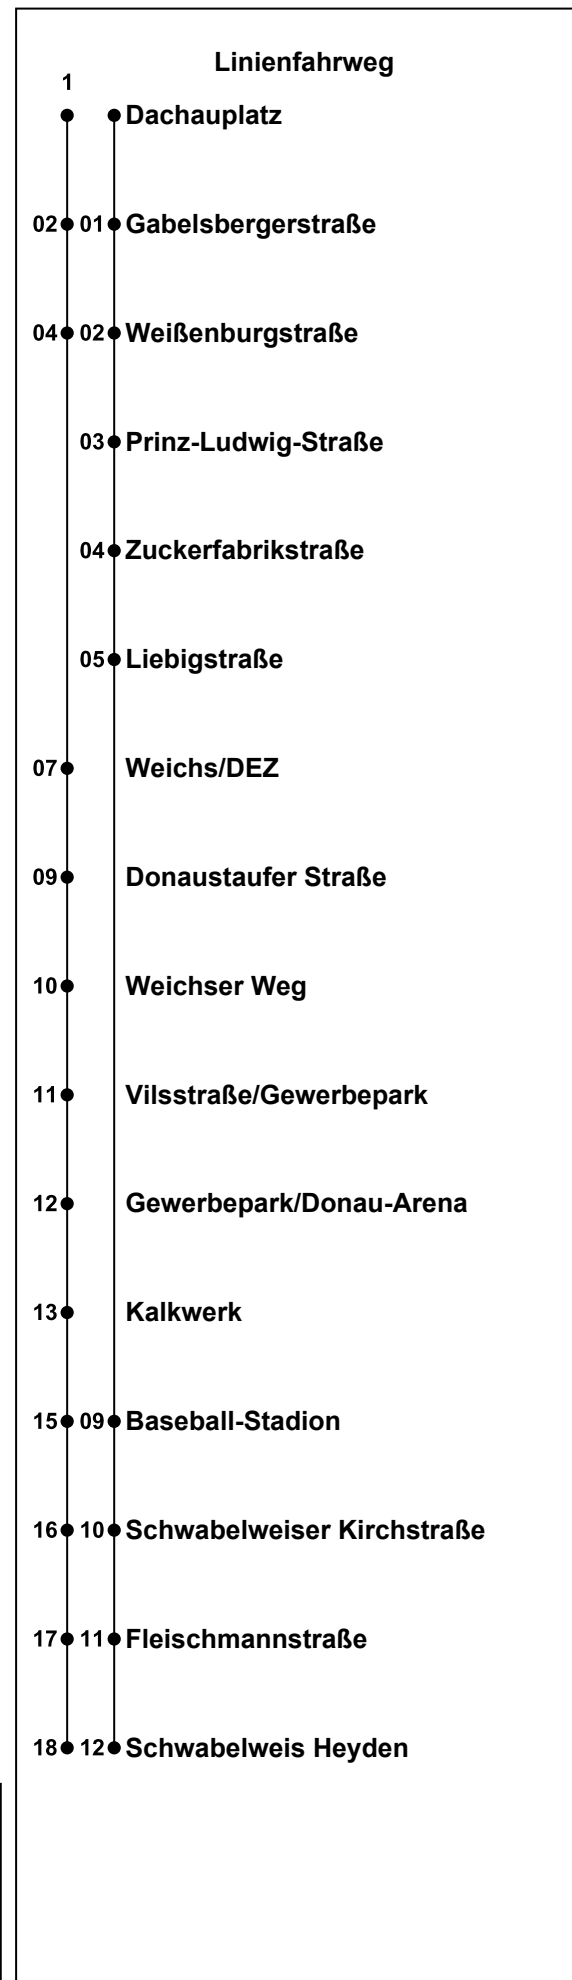 Linienfahrweg
1
Dachauplatz
02 01 Gabelsbergerstraße
04 02 Weißenburgstraße
03 Prinz-Ludwig-Straße
04 Zuckerfabrikstraße
05 Liebigstraße
07 Weichs/DEZ
09 Donaustaufer Straße
10 Weichser Weg
11 Vilsstraße/Gewerbepark
12 Gewerbepark/Donau-Arena
13 Kalkwerk
15 09 Baseball-Stadion
16 10 Schwabelweiser Kirchstraße
17 11 Fleischmannstraße
18 12 Schwabelweis Heyden